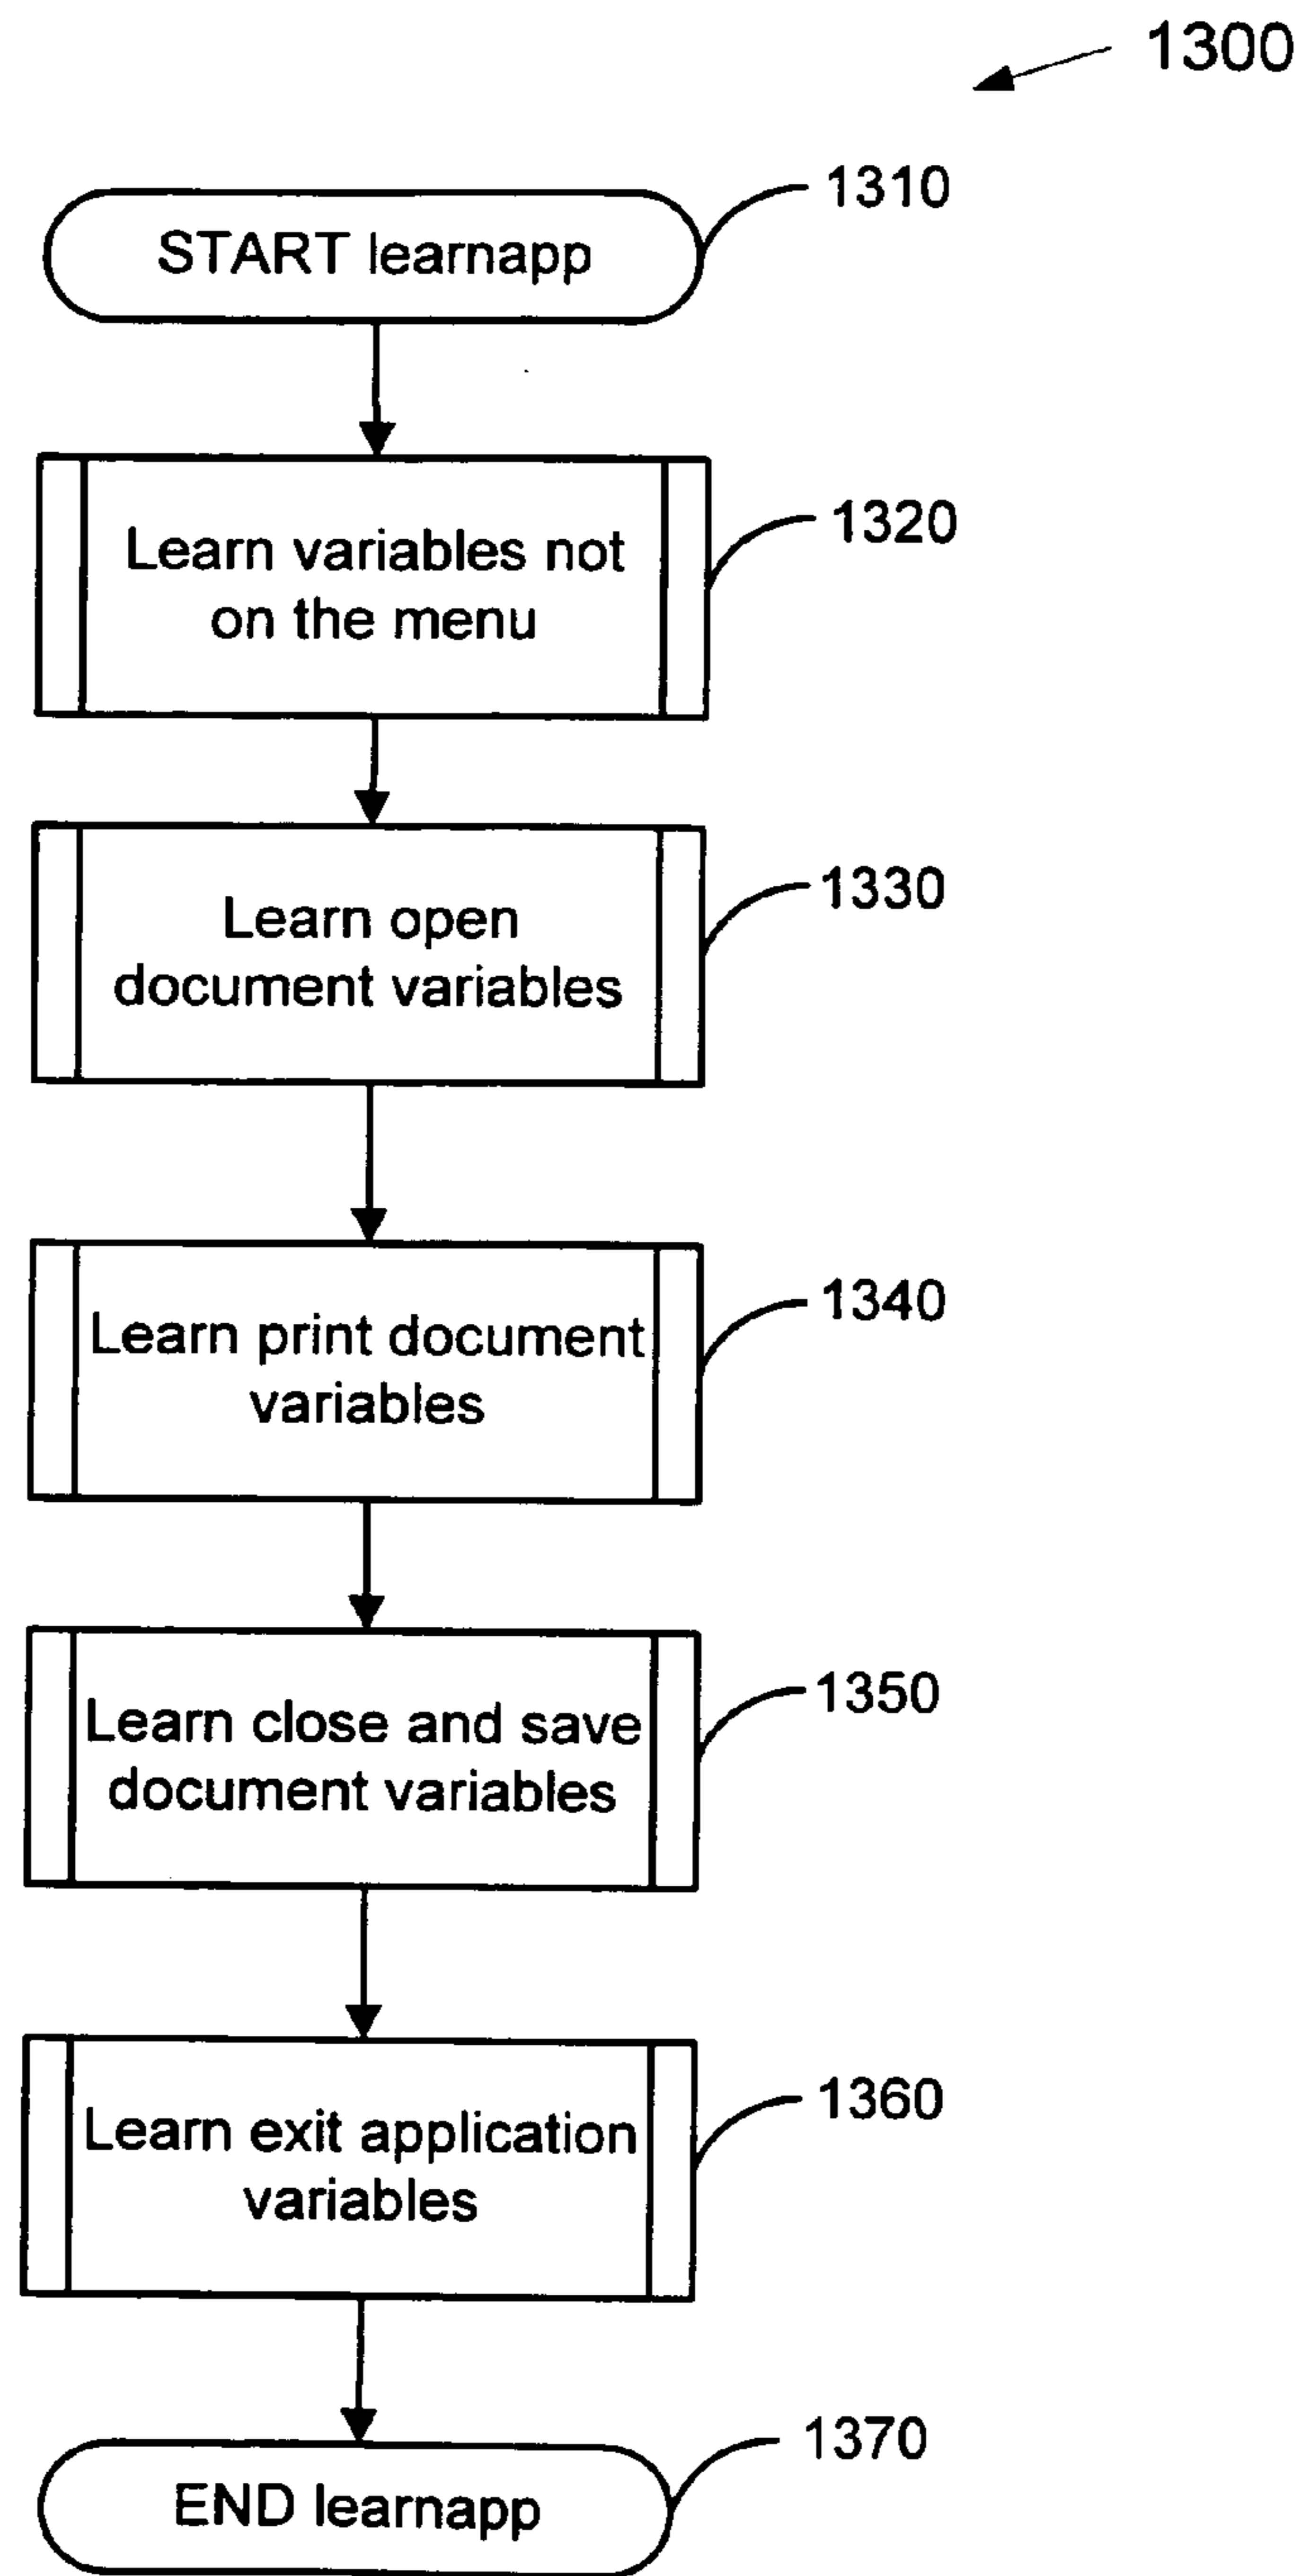 1300
START learnapp
1310
Learn variables not
on the menu
1320
Learn open
document variables
1330
Learn print document
variables
1340
Learn close and save
document variables
1350
Learn exit application
variables
1360
END learnapp
1370